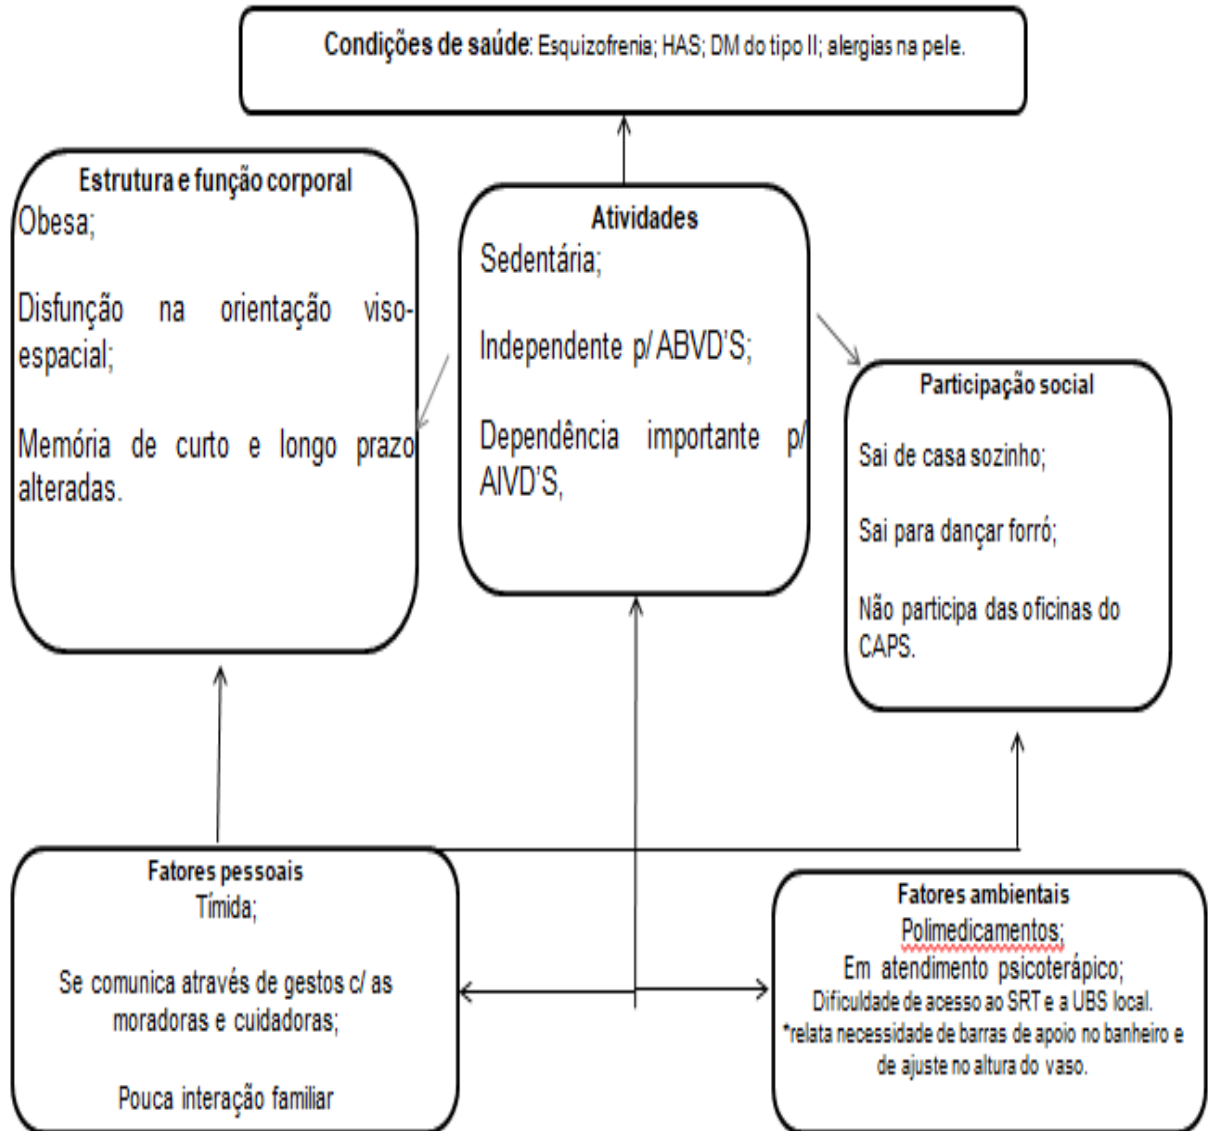 Condições de saúde: Esquizofrenia; HAS; DM do tipo II; alergias na pele.
Estrutura e função corporal
Obesa;
Disfunção na orientação viso-
espacial;
Memória de curto e longo prazo
alteradas.
Atividades
Sedentária;
Independente p/ ABVD'S;
Dependência importante p/
AIVD'S,
Participação social
Sai de casa sozinho;
Sai para dançar forró;
Não participa das oficinas do
CAPS.
Fatores pessoais
Tímida;
Se comunica através de gestos c/ as
moradoras e cuidadoras;
Pouca interação familiar
Fatores ambientais
Polimedicamentos;
Em atendimento psicoterápico;
Dificuldade de acesso ao SRT e a UBS local.
*relata necessidade de barras de apoio no banheiro e
de ajuste no altura do vaso.